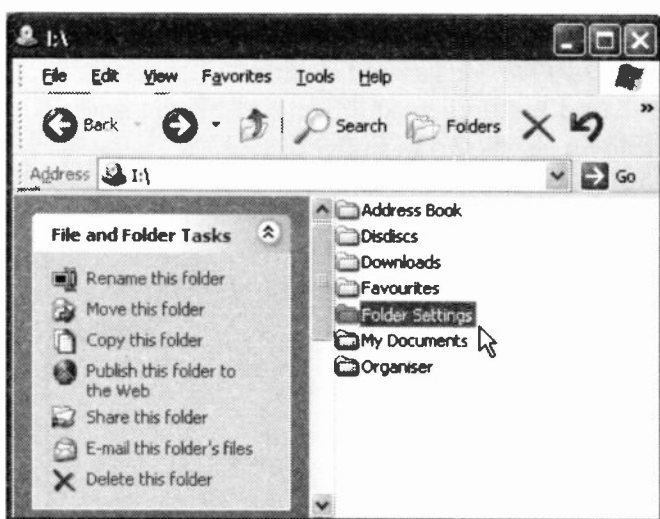 I:\
File Edit View Favorites Tools Help
Back Search Folders »
Address I:\ Go
File and Folder Tasks
Rename this folder
Move this folder
Copy this folder
Publish this folder to
the Web
Share this folder
E-mail this folder's files
Delete this folder
Address Book
Disdiscs
Downloads
Favourites
Folder Settings
My Documents
Organiser